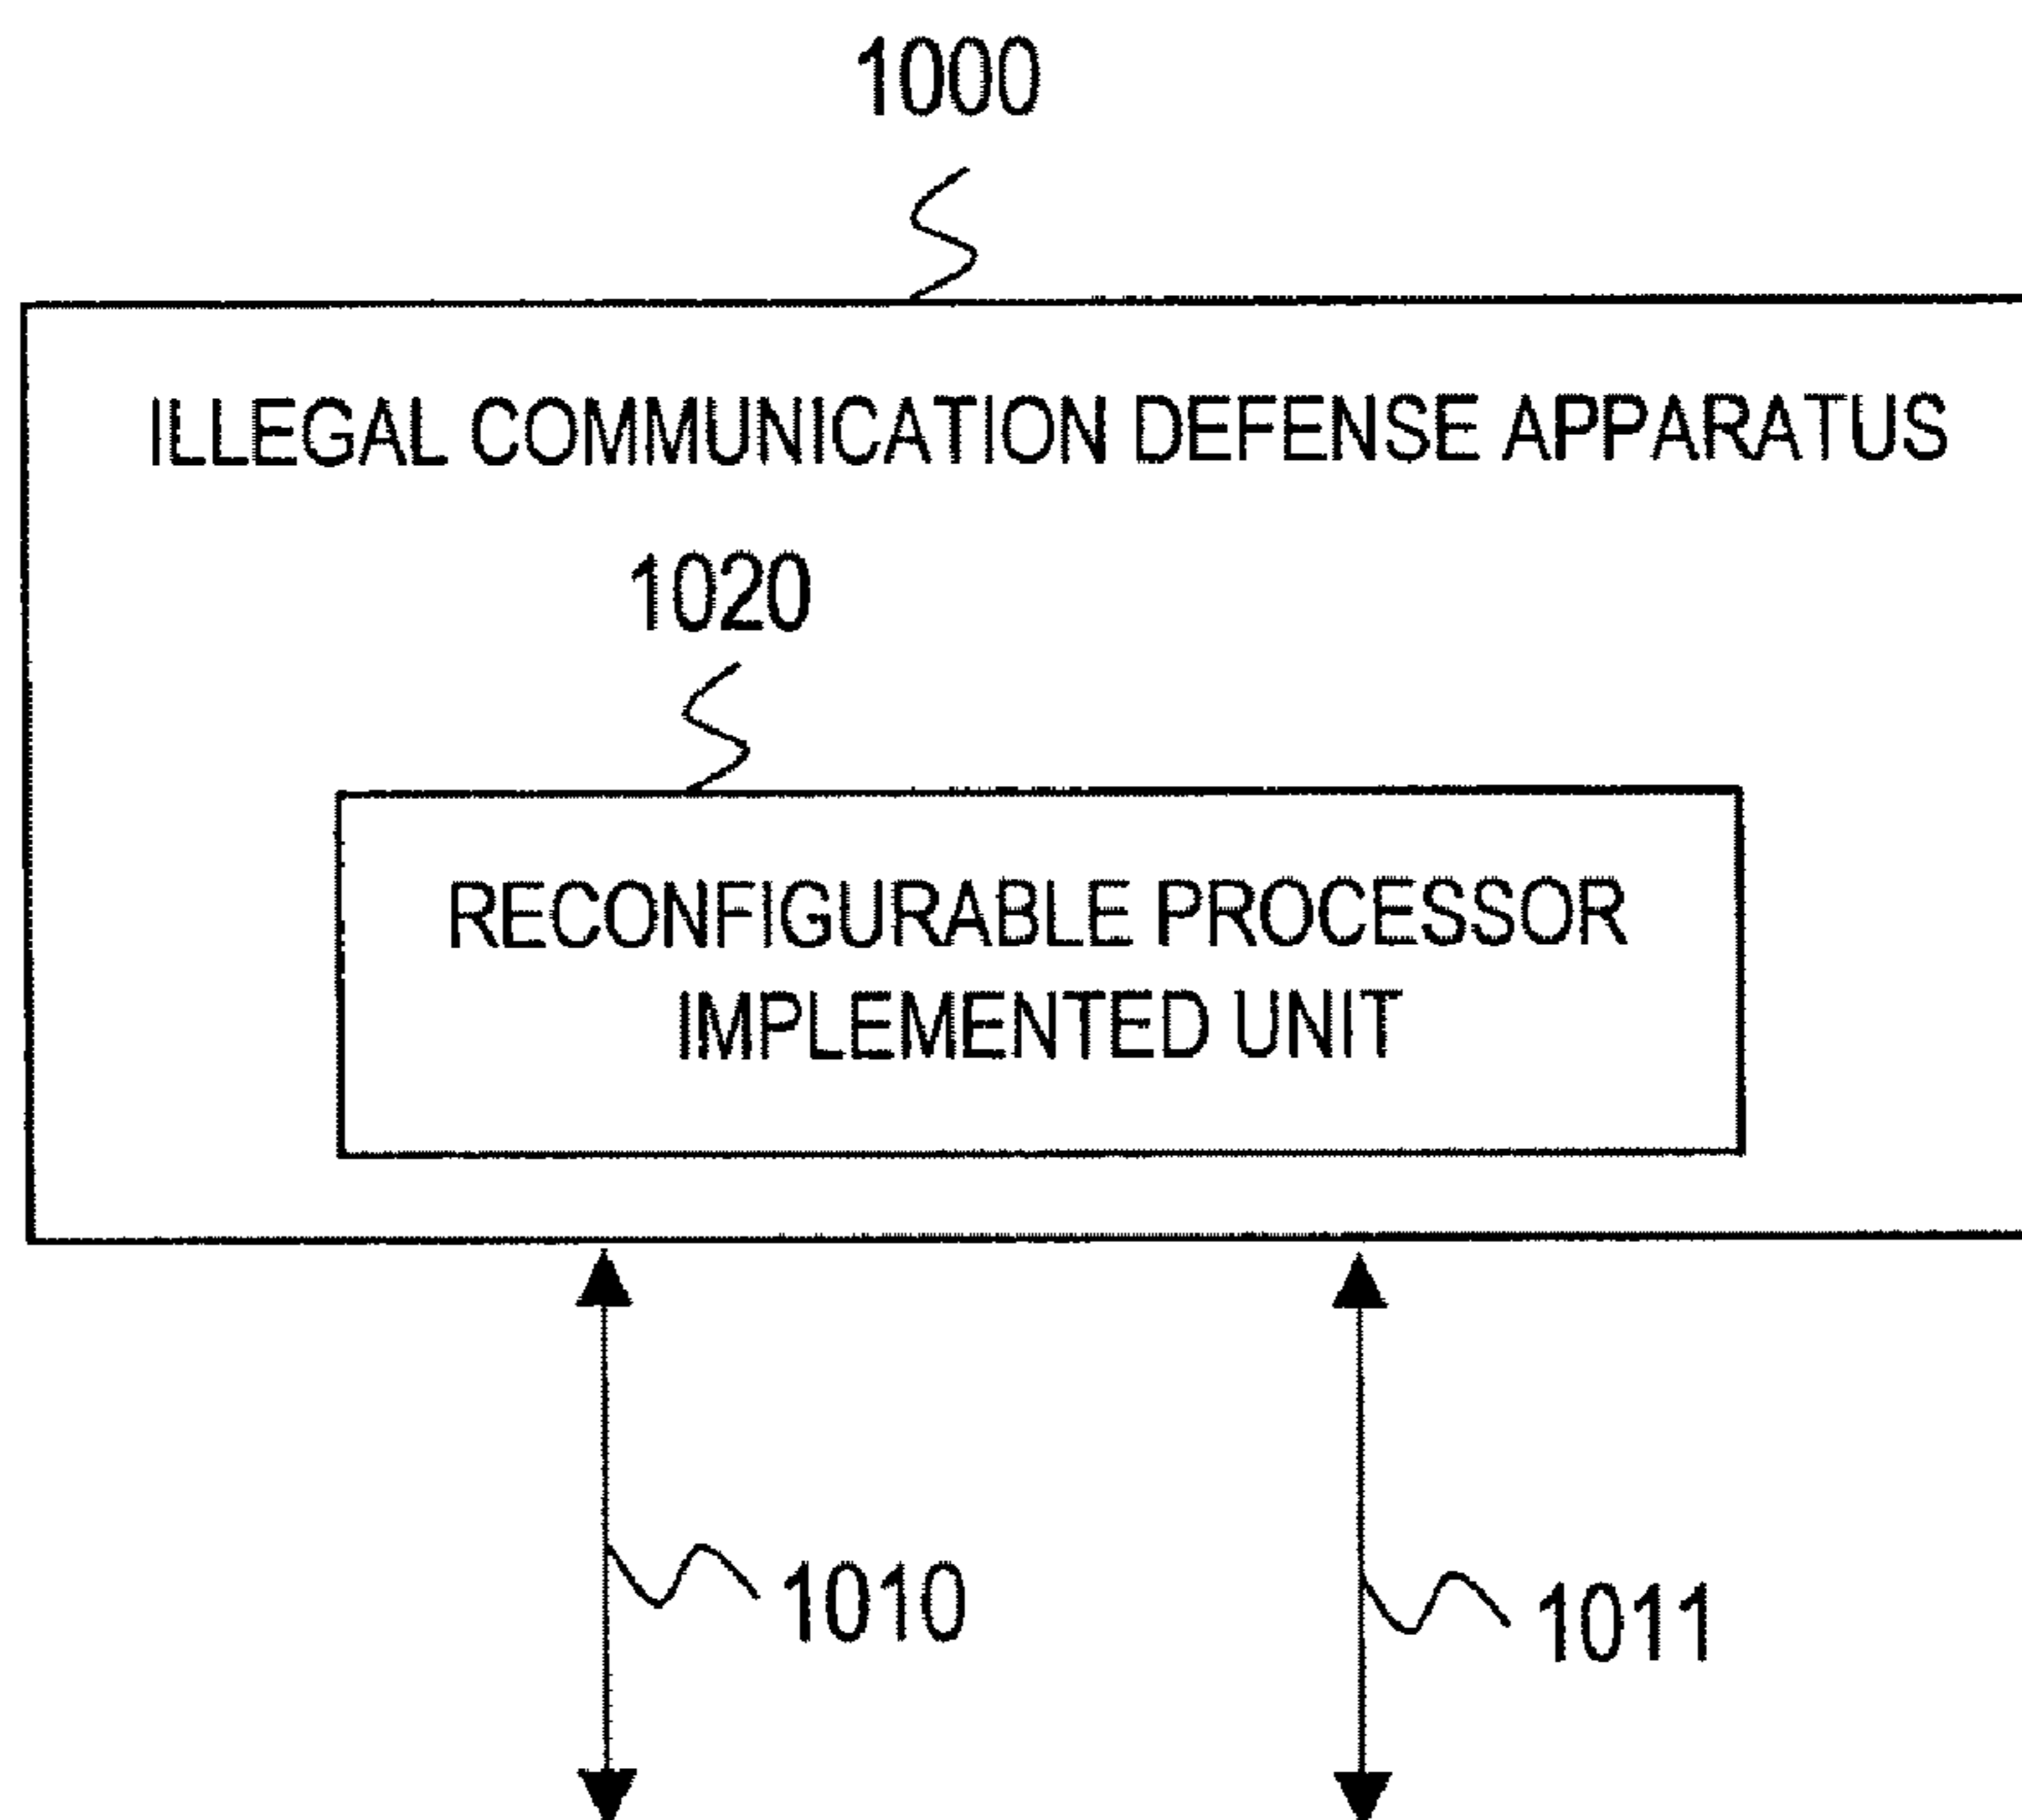 1000
ILLEGAL COMMUNICATION DEFENSE APPARATUS
1020
RECONFIGURABLE PROCESSOR
IMPLEMENTED UNIT
1010
1011